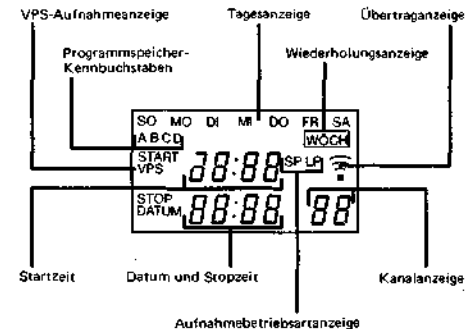 VPS-Aufnahmeanzeige Tagesanzeige Übertraganzeige
Programmspeicher-
Kennbuchstaben
Wiederholungsanzeige
SO MO DI MI DO FR SA
ABCD WOCH
START
VPS
88:88 SP LP
STOP
DATUM
88:88 88
Startzeit Datum und Stopzeit Kanalanzeige
Aufnahmebetriebsartanzeige